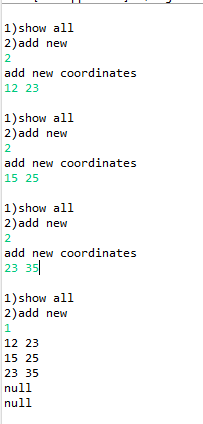 1)show all
2)add new
2
add new coordinates
12 23
1)show all
2)add new
2
add new coordinates
15 25
1)show all
2)add new
2
add new coordinates
23 35
1)show all
2)add new
1
12 23
15 25
23 35
null
null